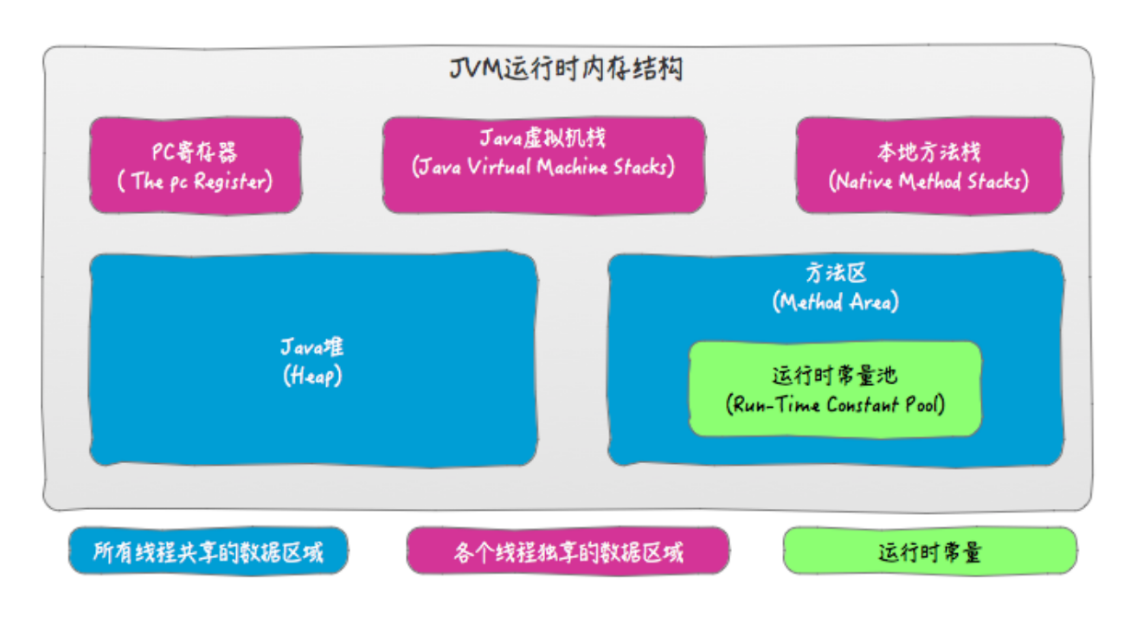 JVM运行时内存结构
PC寄存器
( The pc Register)
Java虚拟机栈
(Java Virtual Machine Stacks)
本地方法栈
(Native Method Stacks)
Java堆
(Heap)
方法区
(Method Area)
运行时常量池
(Run-Time Constant Pool)
所有线程共享的数据区域
各个线程独享的数据区域
运行时常量